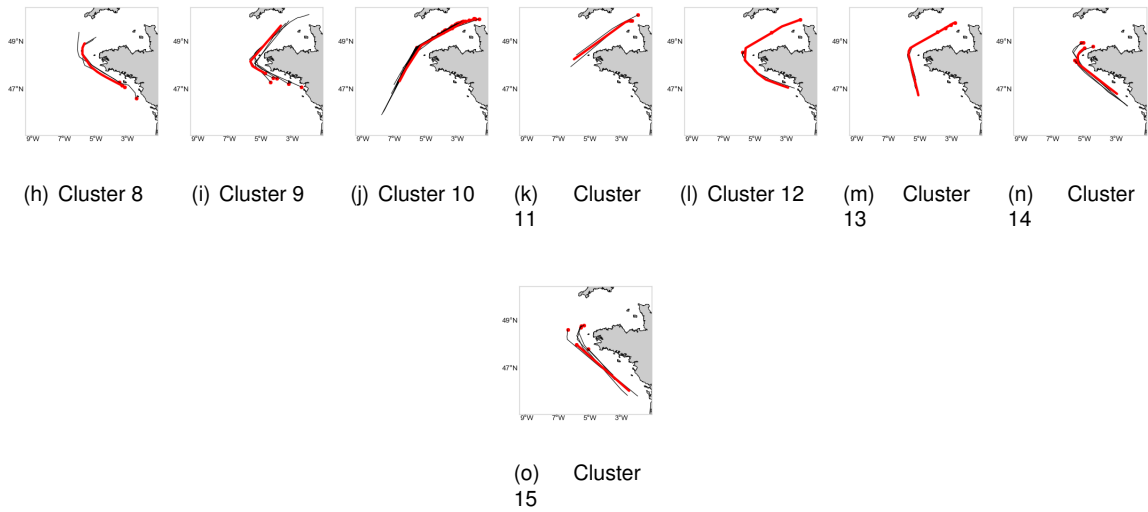 49°N 49°N 49°N 49°N 49°N 49°N 49°N
47°N 47°N 47°N 47°N 47°N 47°N 47°N
9°W 7°W 5°W 3°W 9°W 7°W 5°W 3°W 9°W 7°W 5°W 3°W 9°W 7°W 5°W 3°W 9°W 7°W 5°W 3°W 9°W 7°W 5°W 3°W 9°W 7°W 5°W 3°W
(h) Cluster 8 (i) Cluster 9 (j) Cluster 10 (k) Cluster (l) Cluster 12 (m) Cluster (n) Cluster
11 13 14
49°N
47°N
9°W 7°W 5°W 3°W
(o) Cluster
15